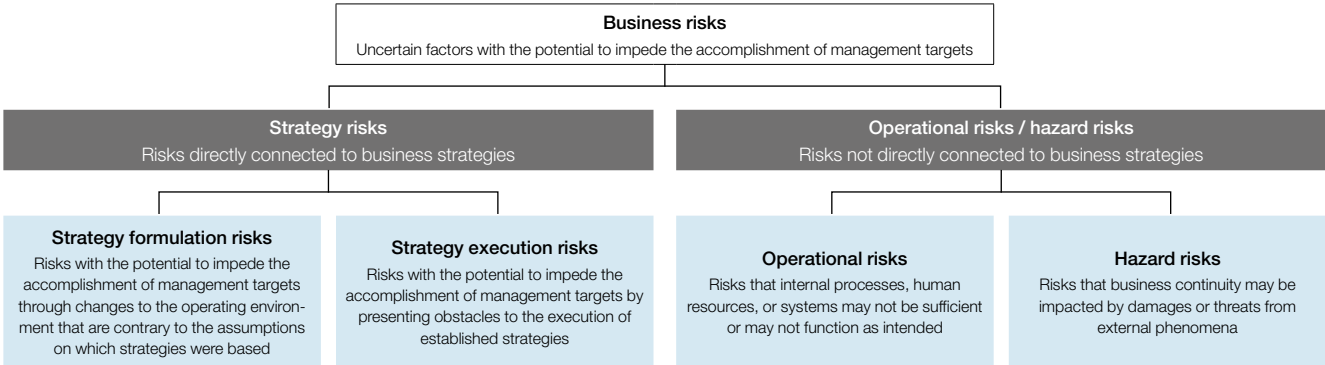 Business risks
Uncertain factors with the potential to impede the accomplishment of management targets
Strategy risks
Risks directly connected to business strategies
Operational risks / hazard risks
Risks not directly connected to business strategies
Strategy formulation risks
Risks with the potential to impede the
accomplishment of management targets
through changes to the operating environ-
ment that are contrary to the assumptions
on which strategies were based
Strategy execution risks
Risks with the potential to impede the
accomplishment of management targets by
presenting obstacles to the execution of
established strategies
Operational risks
Risks that internal processes, human
resources, or systems may not be sufficient
or may not function as intended
Hazard risks
Risks that business continuity may be
impacted by damages or threats from
external phenomena